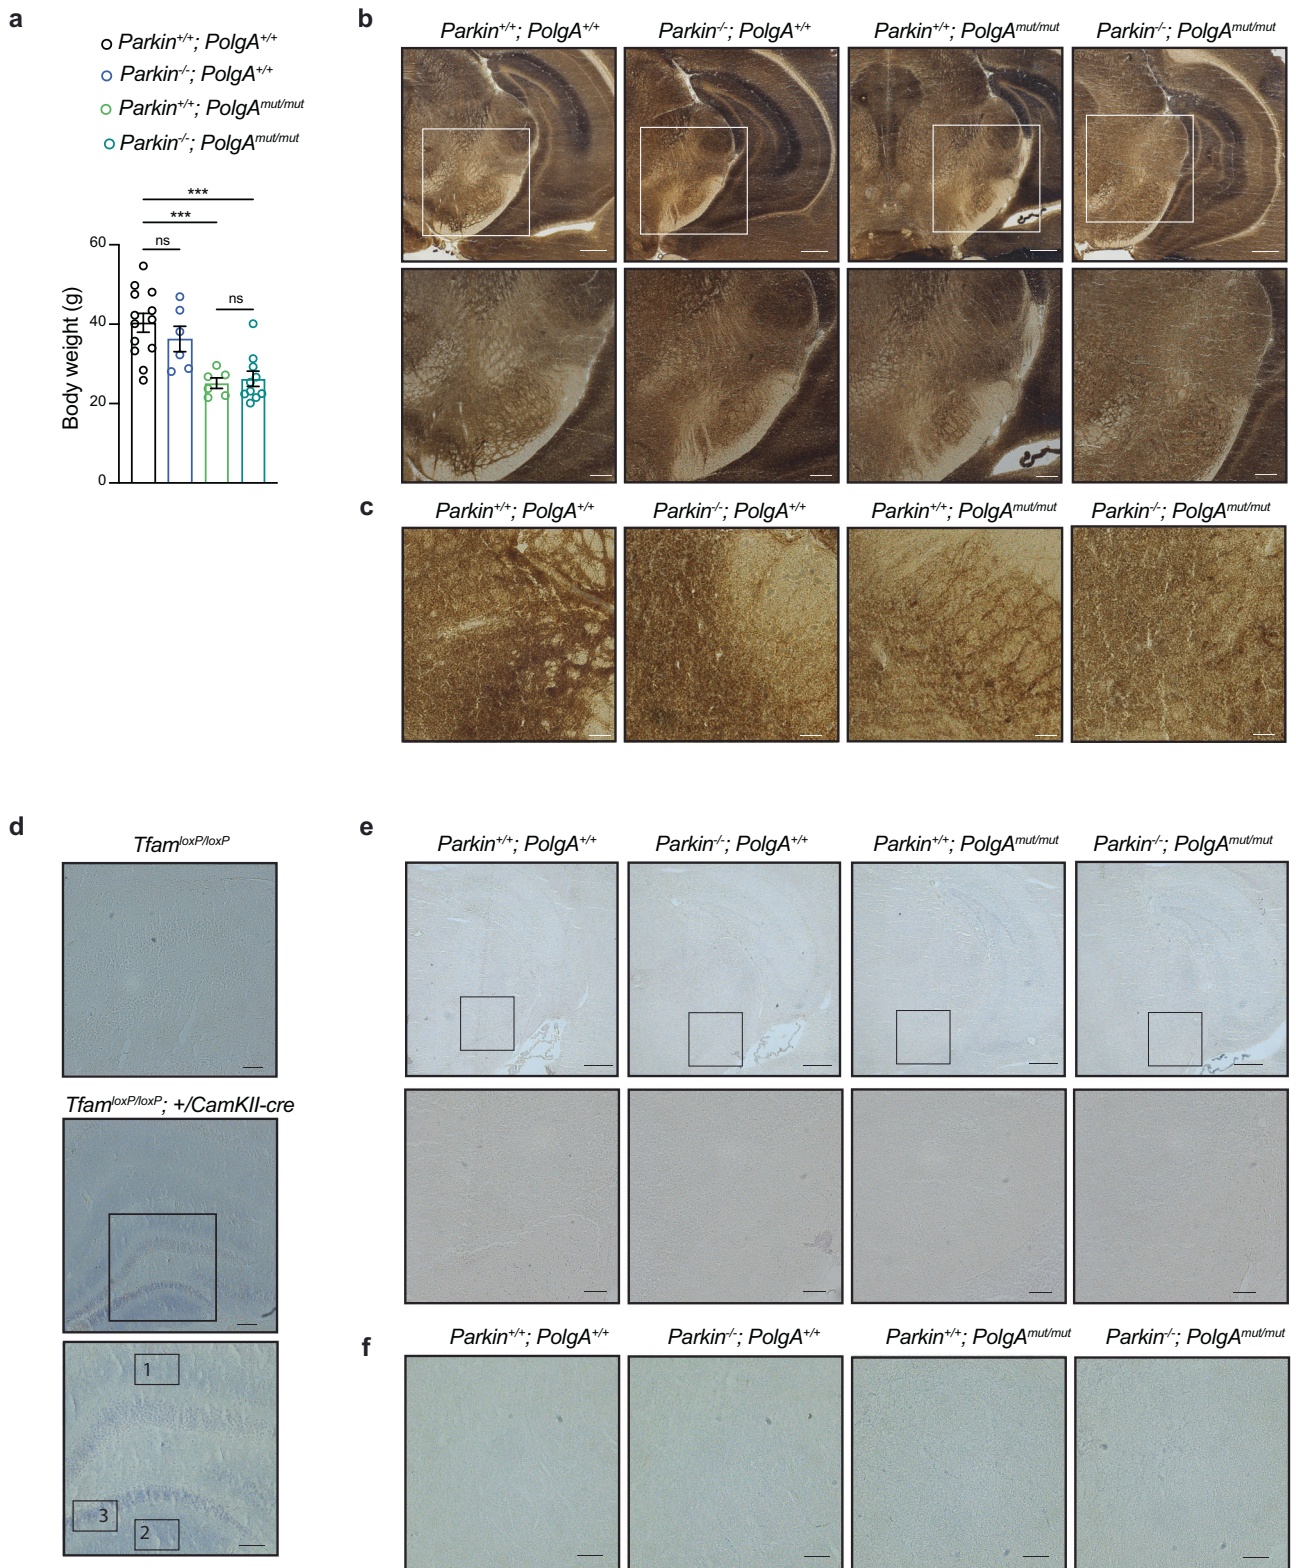 a
Parkin+/+; PolgA+/+
Parkin-/-; PolgA+/+
Parkin+/+; PolgAmut/mut
Parkin-/-; PolgAmut/mut
***
***
ns
ns
60
40
20
0
Body weight (g)
b
Parkin+/+; PolgA+/+
Parkin-/-; PolgA+/+
Parkin+/+; PolgAmut/mut
Parkin-/-; PolgAmut/mut
c
Parkin+/+; PolgA+/+
Parkin-/-; PolgA+/+
Parkin+/+; PolgAmut/mut
Parkin-/-; PolgAmut/mut
d
TfamloxP/loxP
TfamloxP/loxP; +/CamKII-cre
1
3
2
e
Parkin+/+; PolgA+/+
Parkin-/-; PolgA+/+
Parkin+/+; PolgAmut/mut
Parkin-/-; PolgAmut/mut
f
Parkin+/+; PolgA+/+
Parkin-/-; PolgA+/+
Parkin+/+; PolgAmut/mut
Parkin-/-; PolgAmut/mut